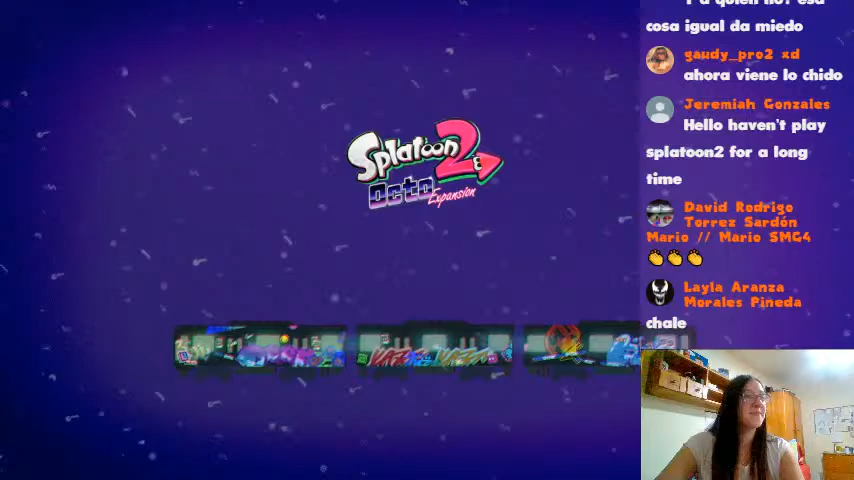 Splatoon 2
Octo Expansion
cosa igual da miedo
gaudy_pro2 xd
ahora viene lo chido
Jeremiah Gonzales
Hello haven't play
splatoon2 for a long
time
David Rodrigo
Torrez Sardón
Mario // Mario SMG4
👏👏👏
Layla Aranza
Morales Pineda
chale